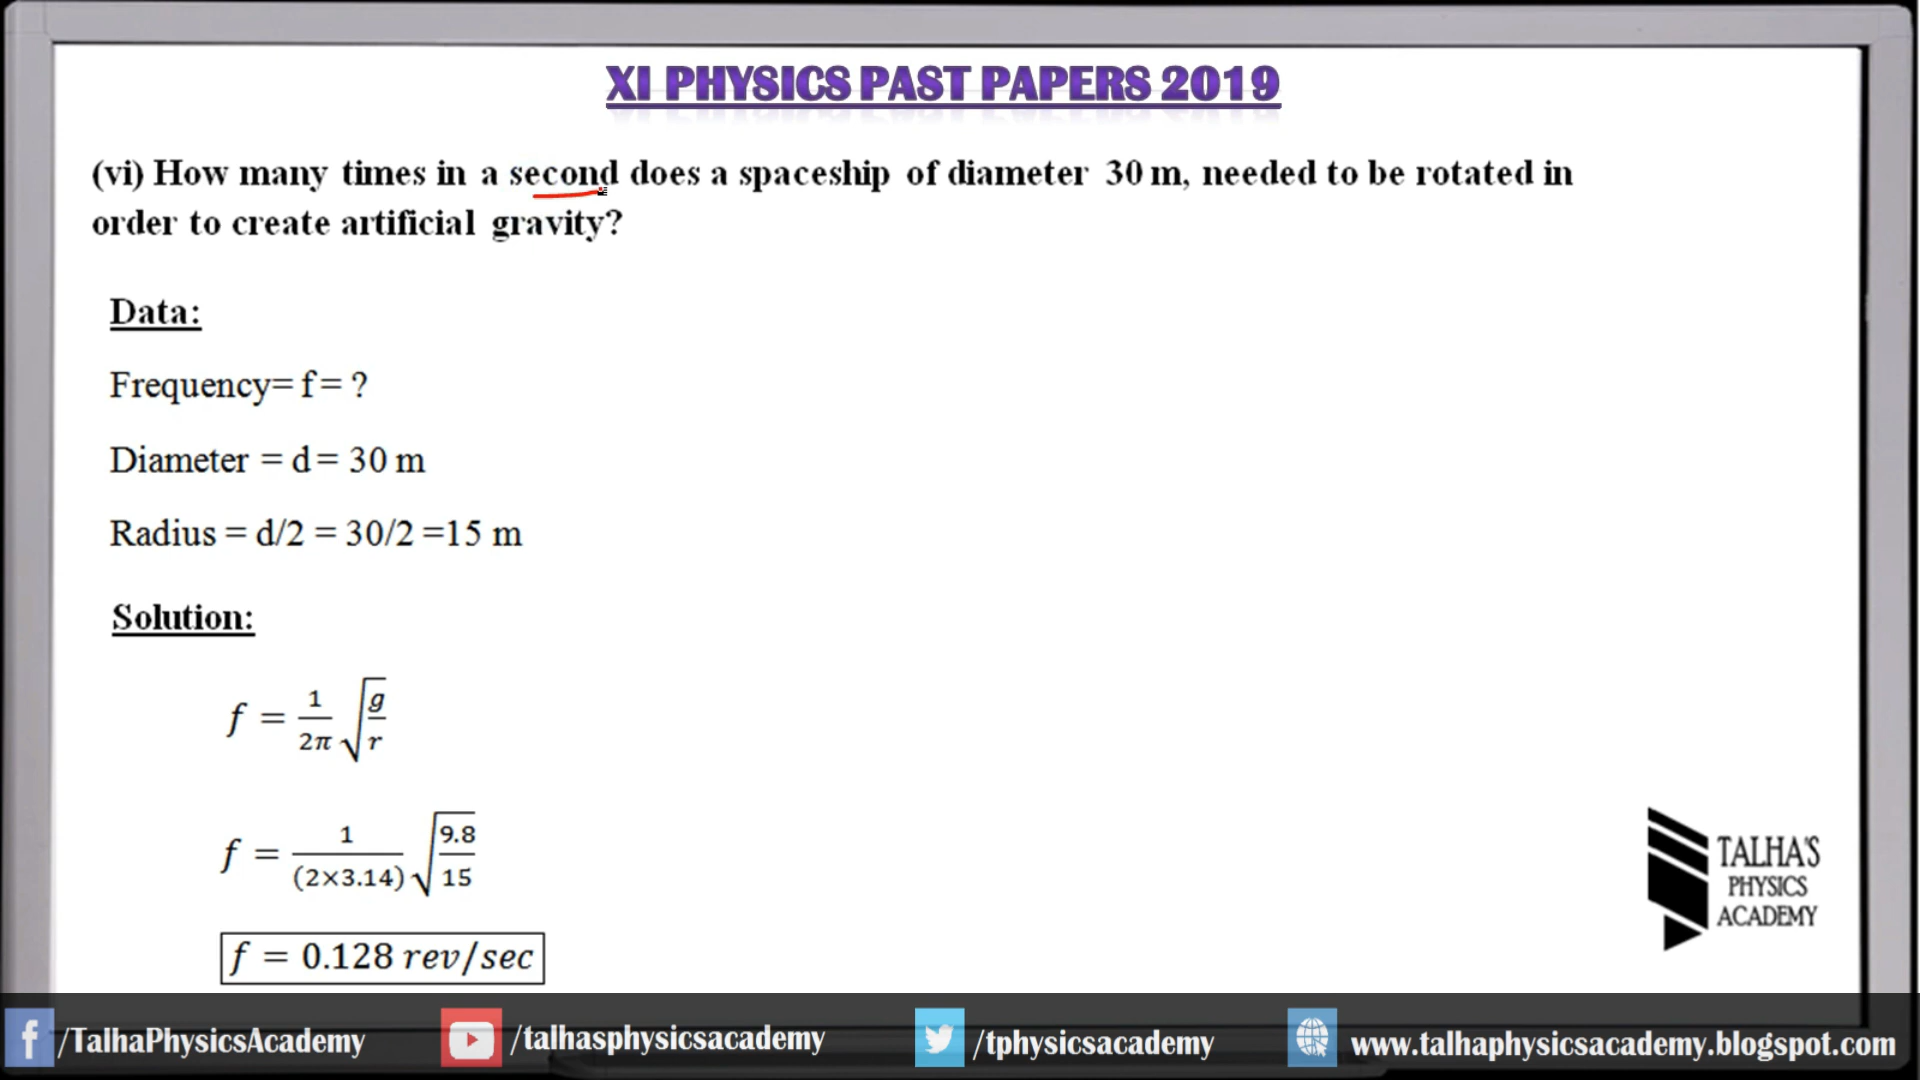 XI PHYSICS PAST PAPERS 2019
(vi) How many times in a second does a spaceship of diameter 30 m, needed to be rotated in
order to create artificial gravity?
Data:
Frequency= f= ?
Diameter = d= 30 m
Radius = d/2 = 30/2 =15 m
Solution:
f = 1/2π √(g/r)
f = 1/(2×3.14) √(9.8/15)
f = 0.128 rev/sec
TALHA'S
PHYSICS
ACADEMY
/TalhaPhysicsAcademy
/talhasphysicsacademy
/tphysicsacademy
www.talhaphysicsacademy.blogspot.com